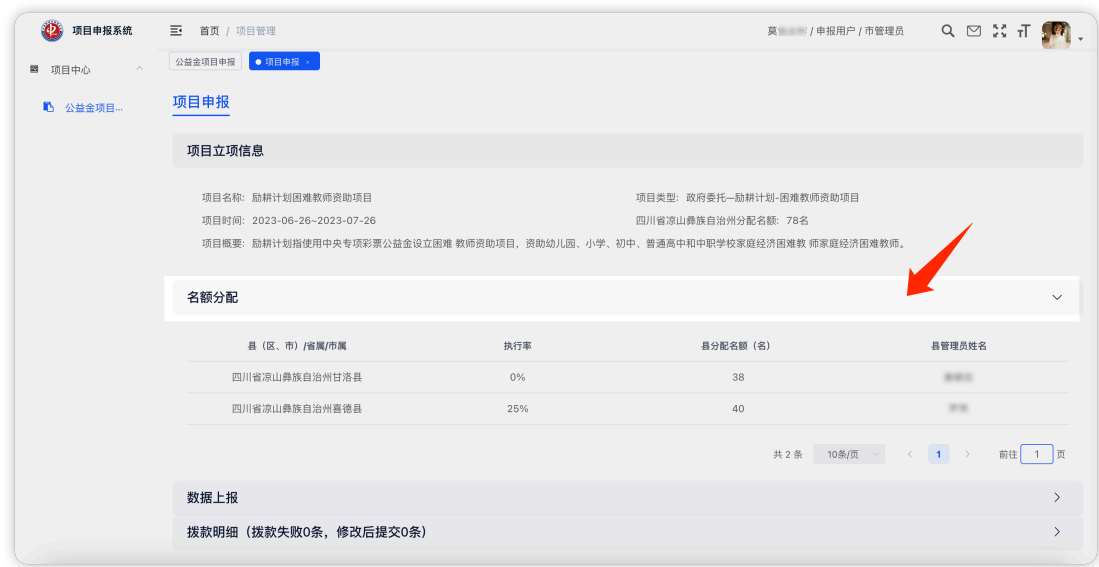 项目申报系统
首页 / 项目管理
莫 / 申报用户 / 市管理员
项目中心
公益金项目申报
项目申报 ×
公益金项目...
项目申报
项目立项信息
项目名称: 励耕计划困难教师资助项目
项目类型: 政府委托—励耕计划-困难教师资助项目
项目时间: 2023-06-26~2023-07-26
四川省凉山彝族自治州分配名额: 78名
项目概要: 励耕计划指使用中央专项彩票公益金设立困难 教师资助项目，资助幼儿园、小学、初中、普通高中和中职学校家庭经济困难教 师家庭经济困难教师。
名额分配
县（区、市）/省属/市属 执行率 县分配名额（名） 县管理员姓名
四川省凉山彝族自治州甘洛县 0% 38
四川省凉山彝族自治州喜德县 25% 40
共 2 条 10条/页 < 1 > 前往 1 页
数据上报
拨款明细（拨款失败0条，修改后提交0条）